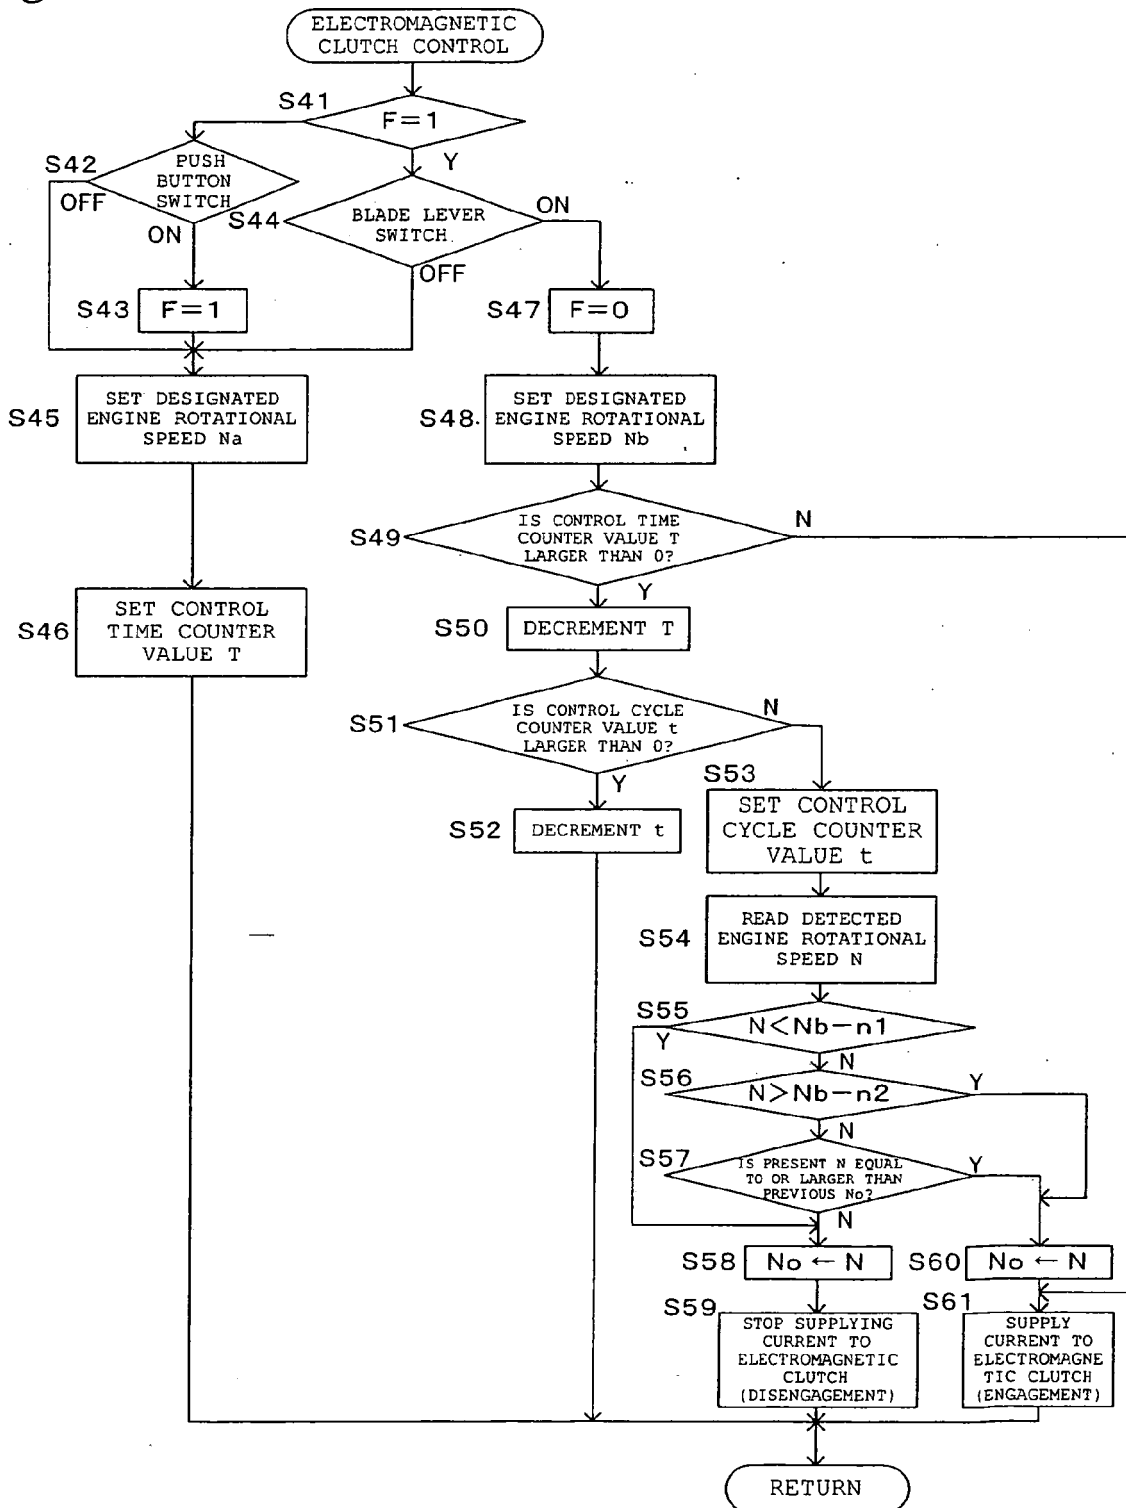 ELECTROMAGNETIC
CLUTCH CONTROL
S41
F=1
Y
S42
PUSH
BUTTON
SWITCH
OFF
ON
S44
BLADE LEVER
SWITCH
ON
OFF
S43
F=1
S47
F=0
S45
SET DESIGNATED
ENGINE ROTATIONAL
SPEED Na
S48
SET DESIGNATED
ENGINE ROTATIONAL
SPEED Nb
S49
IS CONTROL TIME
COUNTER VALUE T
LARGER THAN 0?
N
Y
S46
SET CONTROL
TIME COUNTER
VALUE T
S50
DECREMENT T
S51
IS CONTROL CYCLE
COUNTER VALUE t
LARGER THAN 0?
N
Y
S52
DECREMENT t
S53
SET CONTROL
CYCLE COUNTER
VALUE t
S54
READ DETECTED
ENGINE ROTATIONAL
SPEED N
S55
N<Nb-n1
Y
N
S56
N>Nb-n2
Y
N
S57
IS PRESENT N EQUAL
TO OR LARGER THAN
PREVIOUS No?
Y
N
S58
No ← N
S60
No ← N
S59
STOP SUPPLYING
CURRENT TO
ELECTROMAGNETIC
CLUTCH
(DISENGAGEMENT)
S61
SUPPLY
CURRENT TO
ELECTROMAGNE
TIC CLUTCH
(ENGAGEMENT)
RETURN